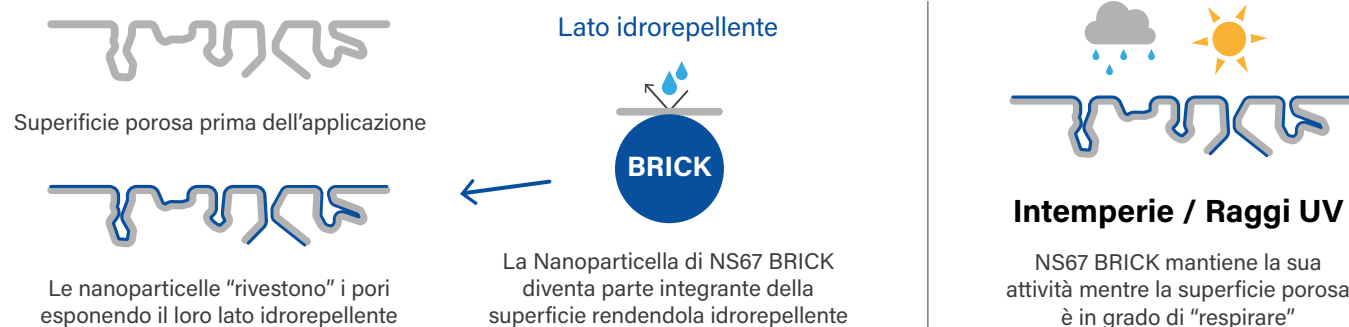 Superificie porosa prima dell'applicazione
Le nanoparticelle “rivestono” i pori
esponendo il loro lato idrorepellente
Lato idrorepellente
BRICK
La Nanoparticella di NS67 BRICK
diventa parte integrante della
superficie rendendola idrorepellente
Intemperie / Raggi UV
NS67 BRICK mantiene la sua
attività mentre la superficie porosa
è in grado di “respirare”